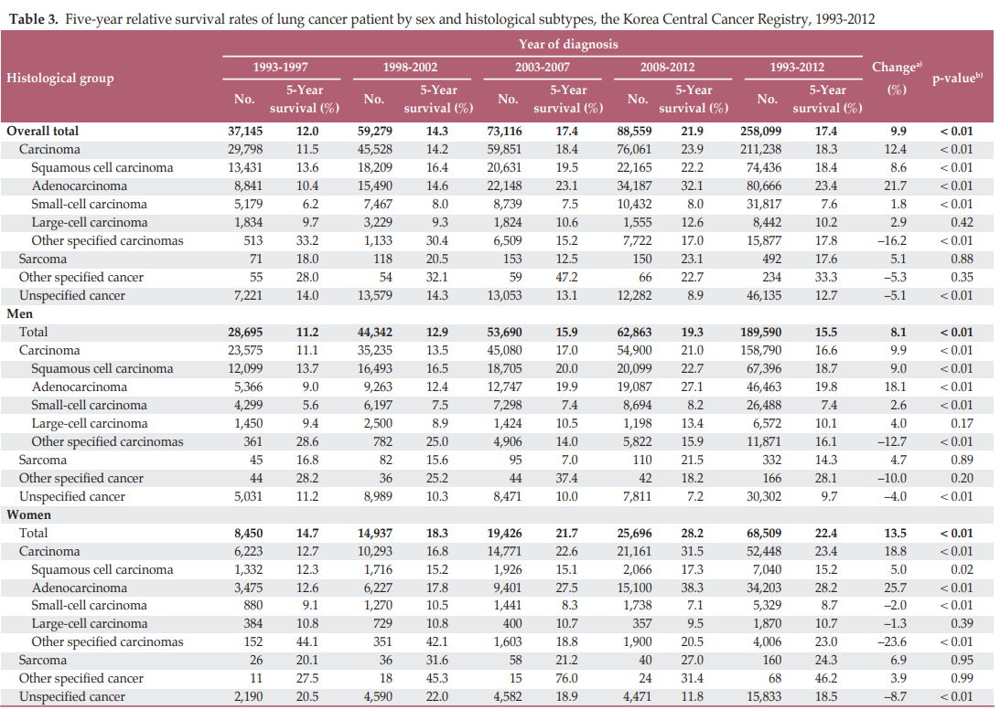 Table 3. Five-year relative survival rates of lung cancer patient by sex and histological subtypes, the Korea Central Cancer Registry, 1993-2012
Year of diagnosis
1993-1997 1998-2002 2003-2007 2008-2012 1993-2012
Histological group No. 5-Year survival (%) No. 5-Year survival (%) No. 5-Year survival (%) No. 5-Year survival (%) No. 5-Year survival (%) Changea) (%) p-valueb)
Overall total 37,145 12.0 59,279 14.3 73,116 17.4 88,559 21.9 258,099 17.4 9.9 < 0.01
Carcinoma 29,798 11.5 45,528 14.2 59,851 18.4 76,061 23.9 211,238 18.3 12.4 < 0.01
Squamous cell carcinoma 13,431 13.6 18,209 16.4 20,631 19.5 22,165 22.2 74,436 18.4 8.6 < 0.01
Adenocarcinoma 8,841 10.4 15,490 14.6 22,148 23.1 34,187 32.1 80,666 23.4 21.7 < 0.01
Small-cell carcinoma 5,179 6.2 7,467 8.0 8,739 7.5 10,432 8.0 31,817 7.6 1.8 < 0.01
Large-cell carcinoma 1,834 9.7 3,229 9.3 1,824 10.6 1,555 12.6 8,442 10.2 2.9 0.42
Other specified carcinomas 513 33.2 1,133 30.4 6,509 15.2 7,722 17.0 15,877 17.8 –16.2 < 0.01
Sarcoma 71 18.0 118 20.5 153 12.5 150 23.1 492 17.6 5.1 0.88
Other specified cancer 55 28.0 54 32.1 59 47.2 66 22.7 234 33.3 –5.3 0.35
Unspecified cancer 7,221 14.0 13,579 14.3 13,053 13.1 12,282 8.9 46,135 12.7 –5.1 < 0.01
Men
Total 28,695 11.2 44,342 12.9 53,690 15.9 62,863 19.3 189,590 15.5 8.1 < 0.01
Carcinoma 23,575 11.1 35,235 13.5 45,080 17.0 54,900 21.0 158,790 16.6 9.9 < 0.01
Squamous cell carcinoma 12,099 13.7 16,493 16.5 18,705 20.0 20,099 22.7 67,396 18.7 9.0 < 0.01
Adenocarcinoma 5,366 9.0 9,263 12.4 12,747 19.9 19,087 27.1 46,463 19.8 18.1 < 0.01
Small-cell carcinoma 4,299 5.6 6,197 7.5 7,298 7.4 8,694 8.2 26,488 7.4 2.6 < 0.01
Large-cell carcinoma 1,450 9.4 2,500 8.9 1,424 10.5 1,198 13.4 6,572 10.1 4.0 0.17
Other specified carcinomas 361 28.6 782 25.0 4,906 14.0 5,822 15.9 11,871 16.1 –12.7 < 0.01
Sarcoma 45 16.8 82 15.6 95 7.0 110 21.5 332 14.3 4.7 0.89
Other specified cancer 44 28.2 36 25.2 44 37.4 42 18.2 166 28.1 –10.0 0.20
Unspecified cancer 5,031 11.2 8,989 10.3 8,471 10.0 7,811 7.2 30,302 9.7 –4.0 < 0.01
Women
Total 8,450 14.7 14,937 18.3 19,426 21.7 25,696 28.2 68,509 22.4 13.5 < 0.01
Carcinoma 6,223 12.7 10,293 16.8 14,771 22.6 21,161 31.5 52,448 23.4 18.8 < 0.01
Squamous cell carcinoma 1,332 12.3 1,716 15.2 1,926 15.1 2,066 17.3 7,040 15.2 5.0 0.02
Adenocarcinoma 3,475 12.6 6,227 17.8 9,401 27.5 15,100 38.3 34,203 28.2 25.7 < 0.01
Small-cell carcinoma 880 9.1 1,270 10.5 1,441 8.3 1,738 7.1 5,329 8.7 –2.0 < 0.01
Large-cell carcinoma 384 10.8 729 10.8 400 10.7 357 9.5 1,870 10.7 –1.3 0.39
Other specified carcinomas 152 44.1 351 42.1 1,603 18.8 1,900 20.5 4,006 23.0 –23.6 < 0.01
Sarcoma 26 20.1 36 31.6 58 21.2 40 27.0 160 24.3 6.9 0.95
Other specified cancer 11 27.5 18 45.3 15 76.0 24 31.4 68 46.2 3.9 0.99
Unspecified cancer 2,190 20.5 4,590 22.0 4,582 18.9 4,471 11.8 15,833 18.5 –8.7 < 0.01